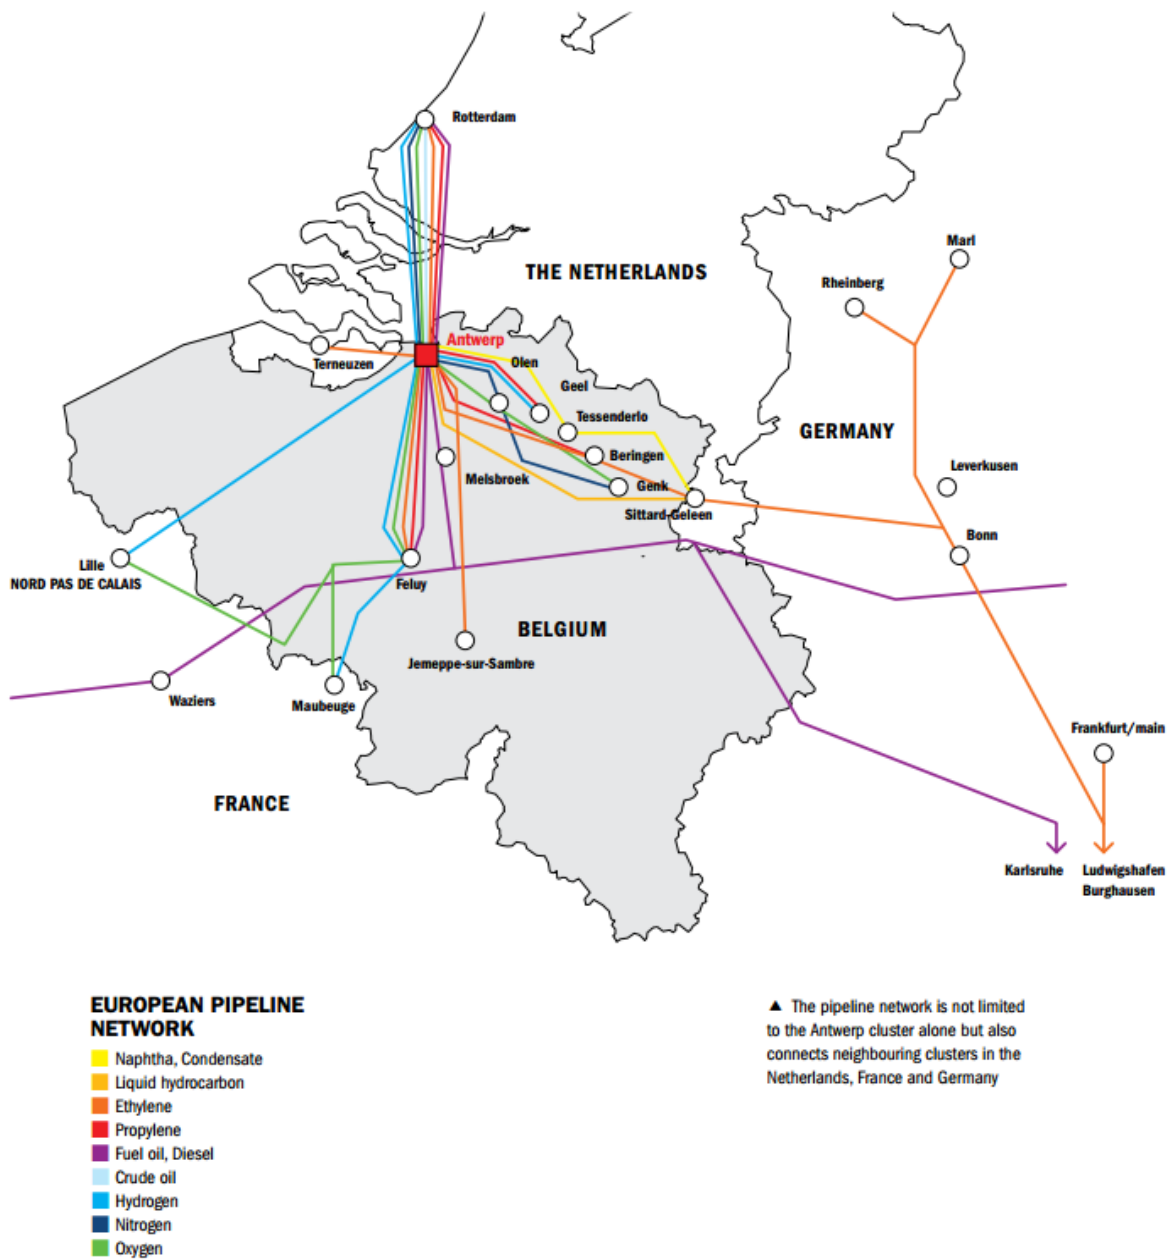 Rotterdam
Marl
THE NETHERLANDS
Rheinberg
Antwerp
Terneuzen
Olen
Geel
Tessenderlo
GERMANY
Beringen
Leverkusen
Melsbroek
Genk
Sittard-Geleen
Bonn
Lille
NORD PAS DE CALAIS
Feluy
BELGIUM
Jemeppe-sur-Sambre
Waziers
Maubeuge
Frankfurt/main
FRANCE
Karlsruhe
Ludwigshafen
Burghausen
EUROPEAN PIPELINE
NETWORK
Naphtha, Condensate
Liquid hydrocarbon
Ethylene
Propylene
Fuel oil, Diesel
Crude oil
Hydrogen
Nitrogen
Oxygen
▲ The pipeline network is not limited
to the Antwerp cluster alone but also
connects neighbouring clusters in the
Netherlands, France and Germany